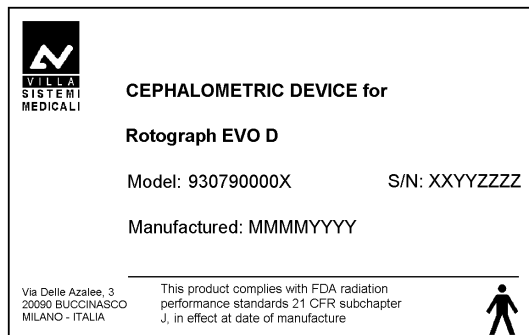 VILLA
SISTEMI
MEDICALI
CEPHALOMETRIC DEVICE for
Rotograph EVO D
Model: 930790000X S/N: XXYYZZZZ
Manufactured: MMMMYYYY
Via Delle Azalee, 3
20090 BUCCINASCO
MILANO - ITALIA
This product complies with FDA radiation
performance standards 21 CFR subchapter
J, in effect at date of manufacture